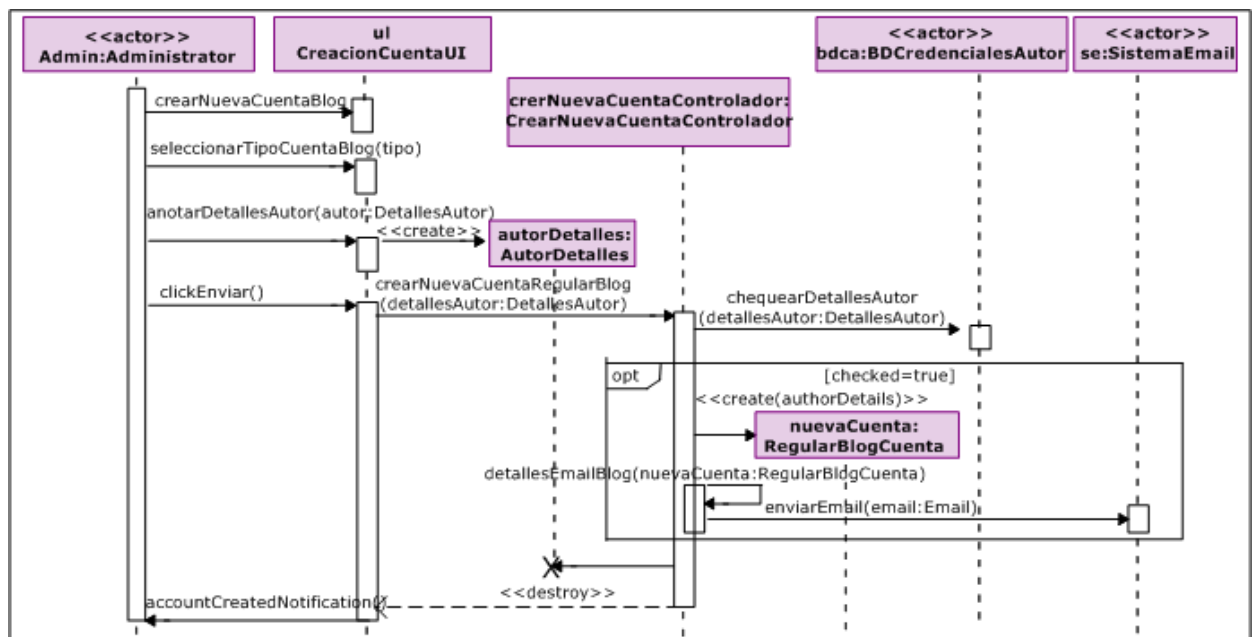 <<actor>>
Admin:Administrator
ul
CreacionCuentaUI
<<actor>>
bdca:BDCredencialesAutor
<<actor>>
se:SistemaEmail
crearNuevaCuentaBlog
crerNuevaCuentaControlador:
CrearNuevaCuentaControlador
seleccionarTipoCuentaBlog(tipo)
anotarDetallesAutor(autor:DetallesAutor)
<<create>>
autorDetalles:
AutorDetalles
clickEnviar()
crearNuevaCuentaRegularBlog
(detallesAutor:DetallesAutor)
chequearDetallesAutor
(detallesAutor:DetallesAutor)
opt
[checked=true]
<<create(authorDetails)>>
nuevaCuenta:
RegularBlogCuenta
detallesEmailBlog(nuevaCuenta:RegularBlogCuenta)
enviarEmail(email:Email)
<<destroy>>
accountCreatedNotification()